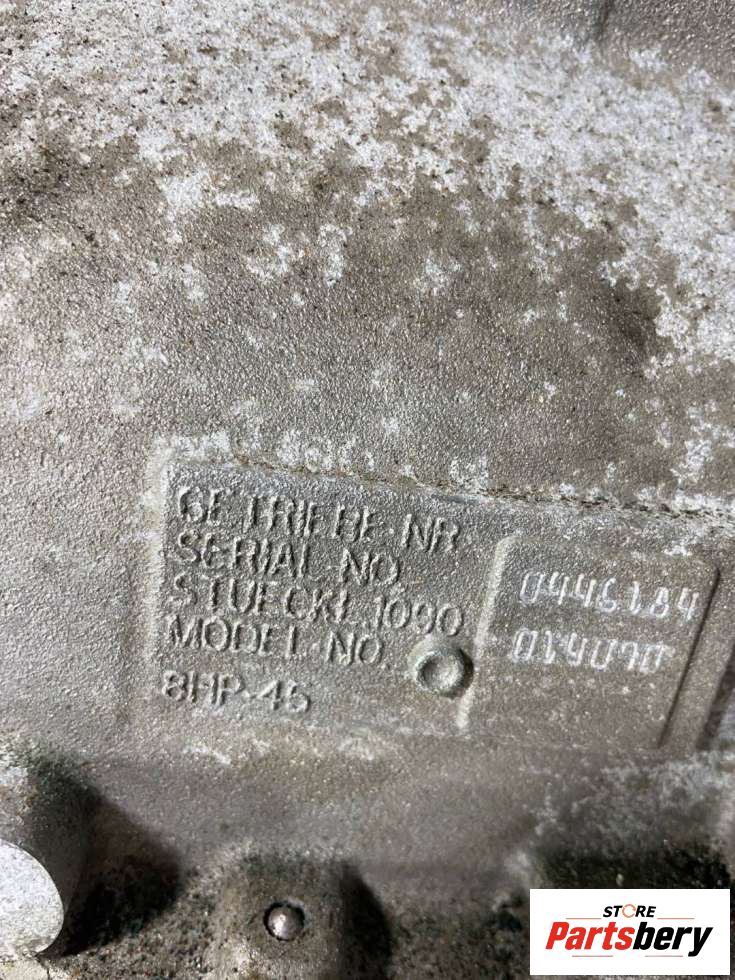 GETRIEBE-NR
SERIAL-NO.
STUECKL.1090
MODEL-NO.
8HP-45
0446184
014070
STORE
Partsbery